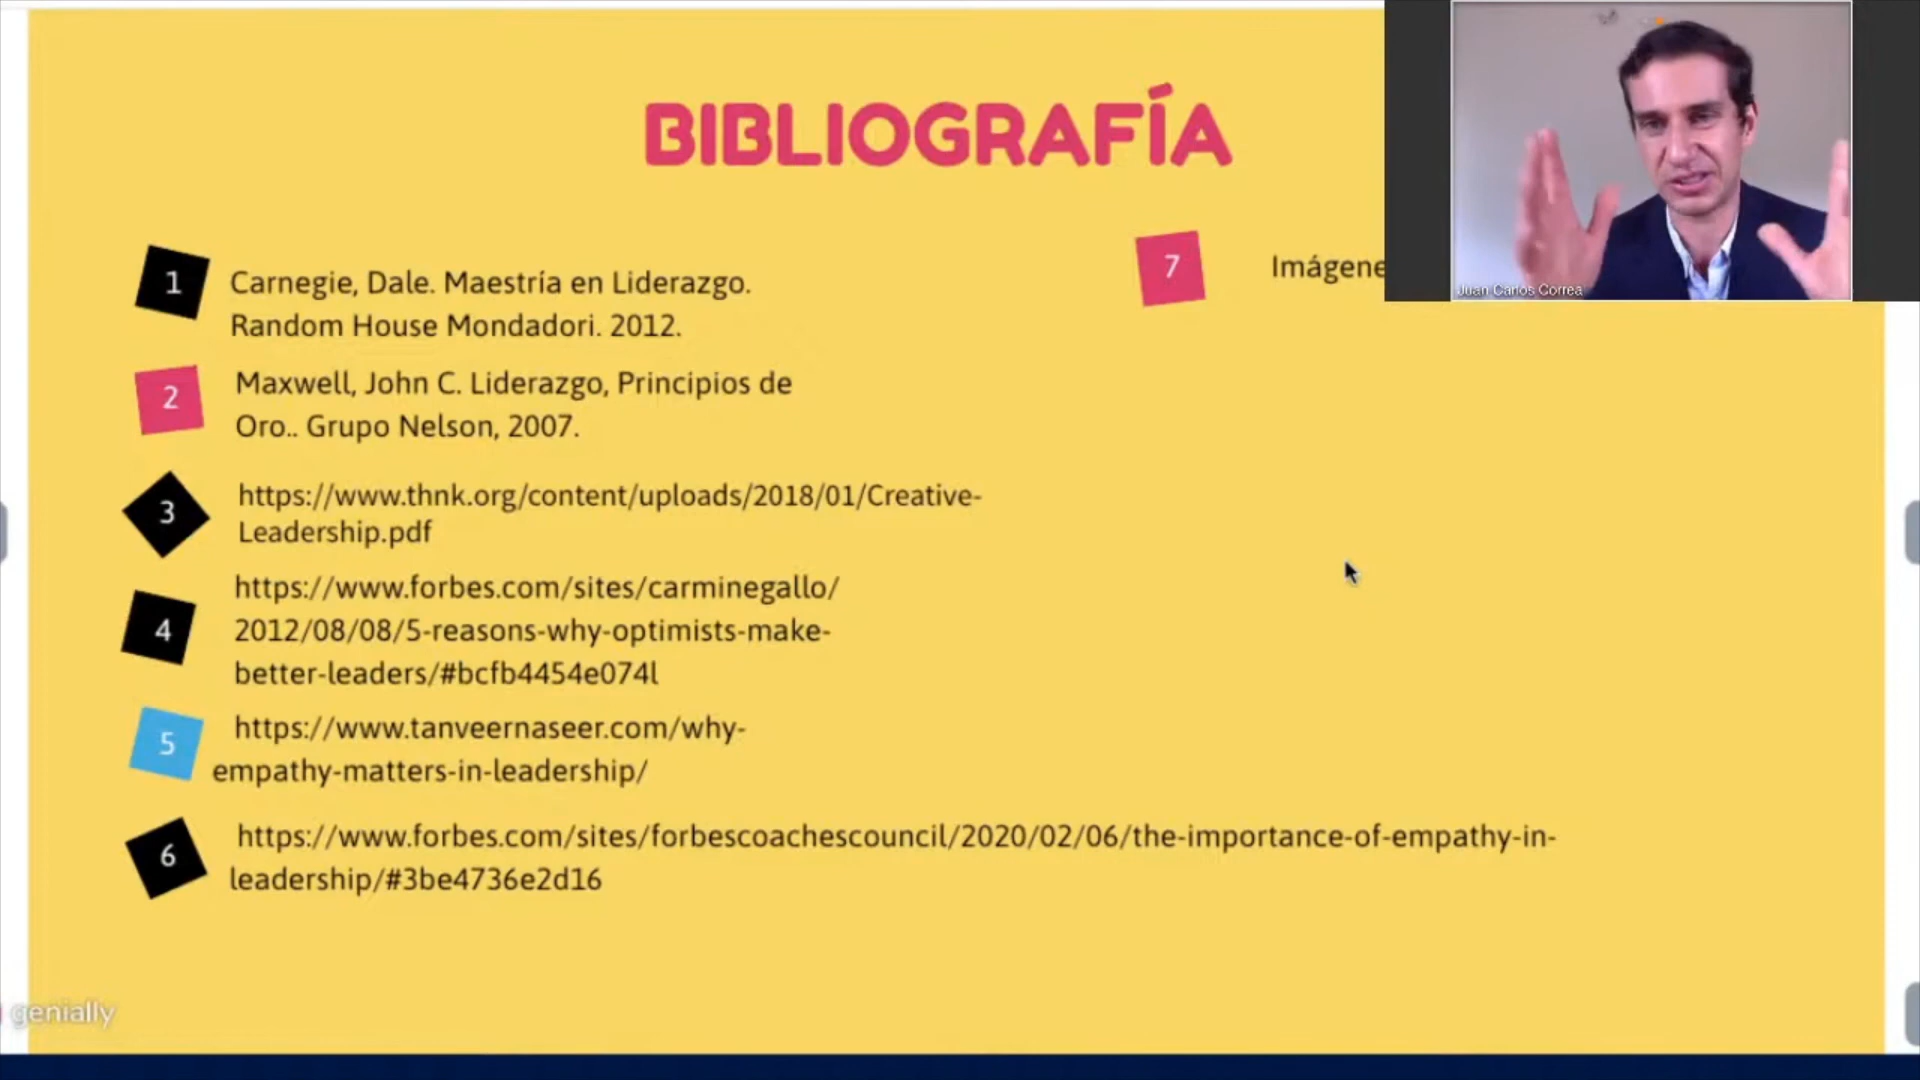 BIBLIOGRAFÍA
1
Carnegie, Dale. Maestría en Liderazgo.
Random House Mondadori. 2012.
2
Maxwell, John C. Liderazgo, Principios de
Oro.. Grupo Nelson, 2007.
3
https://www.thnk.org/content/uploads/2018/01/Creative-
Leadership.pdf
4
https://www.forbes.com/sites/carminegallo/
2012/08/08/5-reasons-why-optimists-make-
better-leaders/#bcfb4454e074l
5
https://www.tanveernaseer.com/why-
empathy-matters-in-leadership/
6
https://www.forbes.com/sites/forbescoachescouncil/2020/02/06/the-importance-of-empathy-in-
leadership/#3be4736e2d16
7
Imágene
Juan Carlos Correa
genially